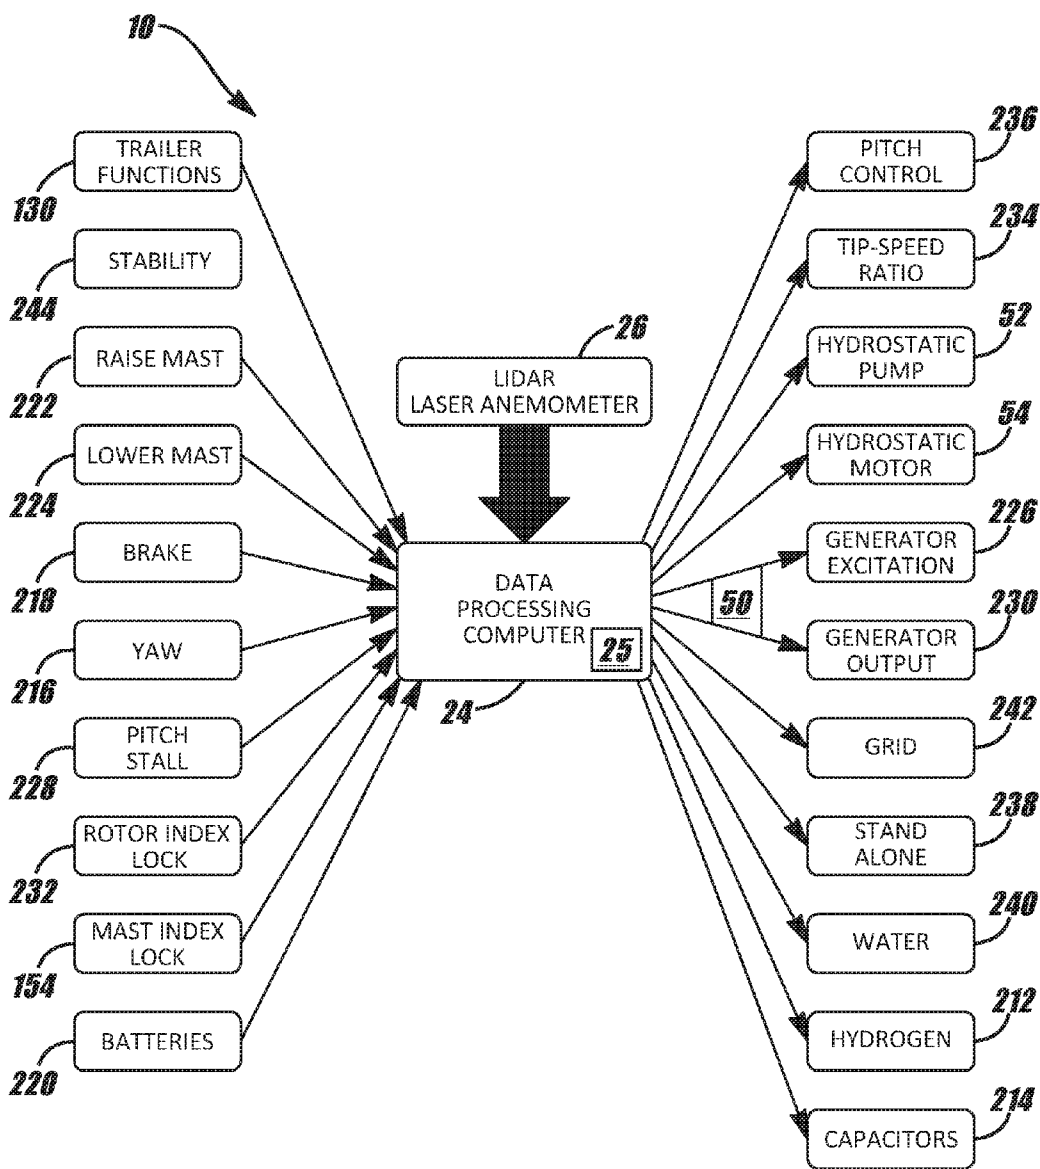 10
TRAILER
FUNCTIONS
130
STABILITY
244
RAISE MAST
222
LOWER MAST
224
BRAKE
218
YAW
216
PITCH
STALL
228
ROTOR INDEX
LOCK
232
MAST INDEX
LOCK
154
BATTERIES
220
26
LIDAR
LASER ANEMOMETER
DATA
PROCESSING
COMPUTER
25
24
50
236
PITCH
CONTROL
234
TIP-SPEED
RATIO
52
HYDROSTATIC
PUMP
54
HYDROSTATIC
MOTOR
226
GENERATOR
EXCITATION
230
GENERATOR
OUTPUT
242
GRID
238
STAND
ALONE
240
WATER
212
HYDROGEN
214
CAPACITORS